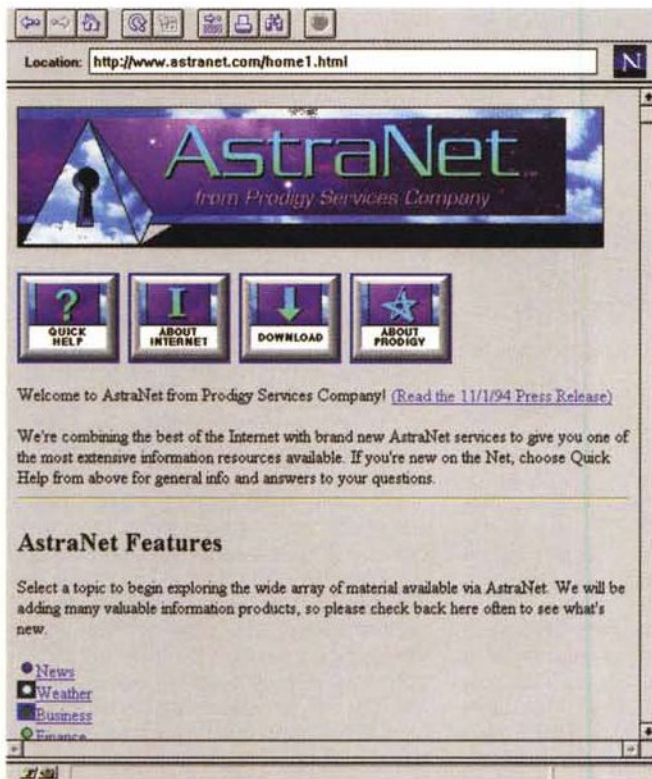 Location: http://www.astranet.com/home1.html
N
AstraNet™
from Prodigy Services Company
?
QUICK
HELP
I
ABOUT
INTERNET
DOWNLOAD
ABOUT
PRODIGY
Welcome to AstraNet from Prodigy Services Company! (Read the 11/1/94 Press Release)
We're combining the best of the Internet with brand new AstraNet services to give you one of
the most extensive information resources available. If you're new on the Net, choose Quick
Help from above for general info and answers to your questions.
AstraNet Features
Select a topic to begin exploring the wide array of material available via AstraNet. We will be
adding many valuable information products, so please check back here often to see what's
new.
News
Weather
Business
Finance